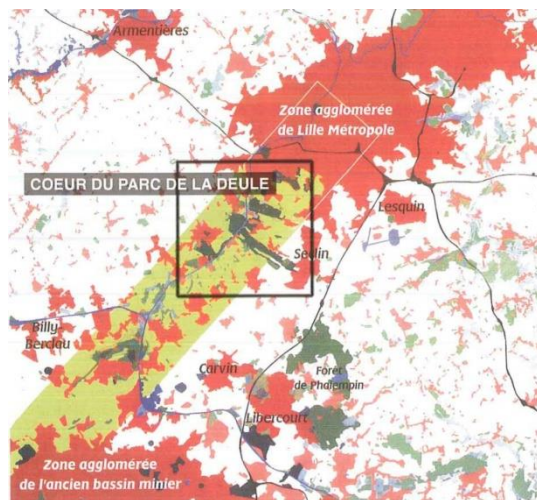 Armentières
Zone agglomérée
de Lille Métropole
COEUR DU PARC DE LA DEULE
Lesquin
Seclin
Billy-
Berclau
Carvin
Forêt
de Phalempin
Libercourt
Zone agglomérée
de l'ancien bassin minier